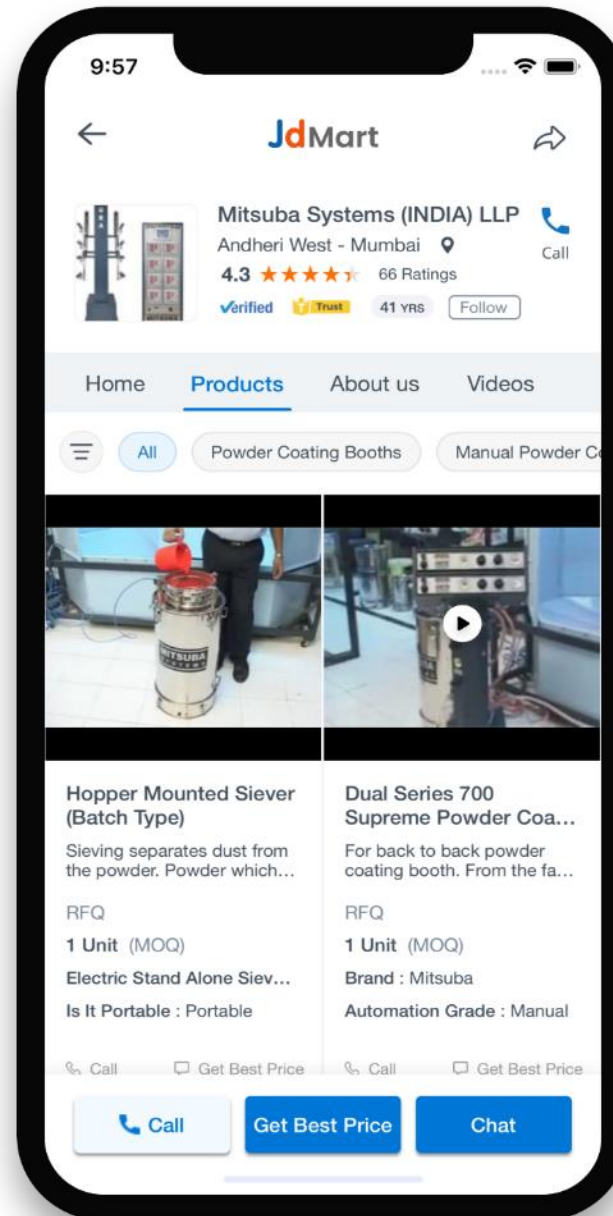 9:57
JdMart
Mitsuba Systems (INDIA) LLP
Andheri West - Mumbai
Call
4.3 66 Ratings
Verified Trust 41 YRS Follow
Home Products About us Videos
All Powder Coating Booths Manual Powder Co
MITSUBA
SYSTEMS
Hopper Mounted Siever
(Batch Type)
Sieving separates dust from
the powder. Powder which...
RFQ
1 Unit (MOQ)
Electric Stand Alone Siev...
Is It Portable : Portable
Call Get Best Price
Dual Series 700
Supreme Powder Coa...
For back to back powder
coating booth. From the fa...
RFQ
1 Unit (MOQ)
Brand : Mitsuba
Automation Grade : Manual
Call Get Best Price
Call Get Best Price Chat